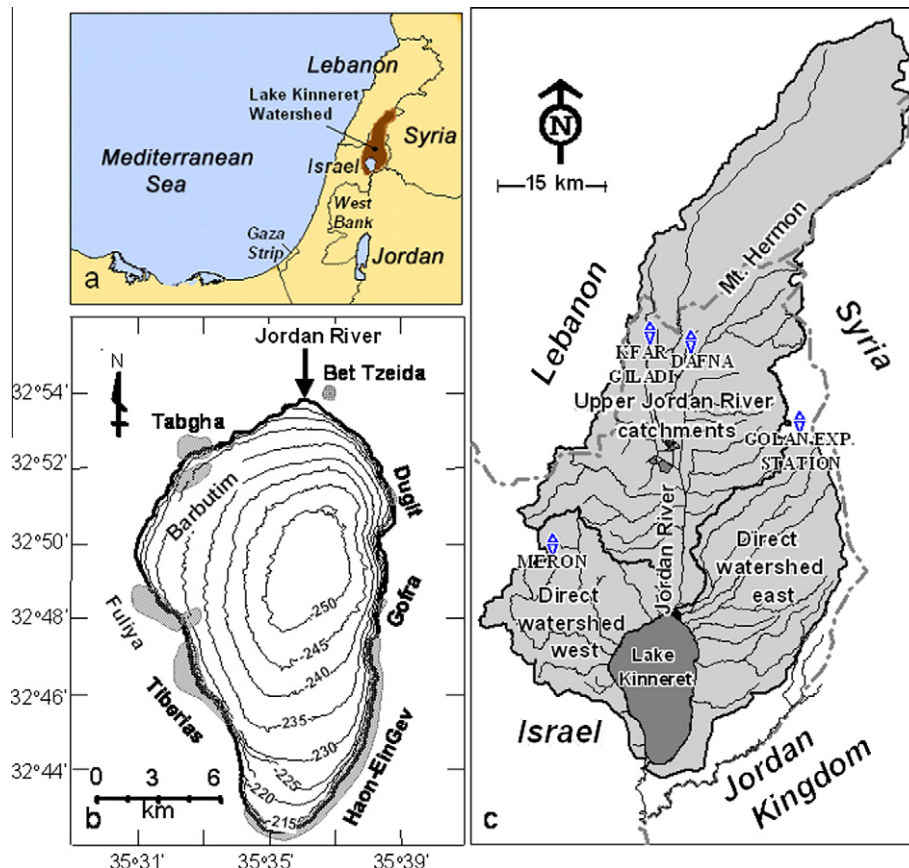 Lebanon
Lake Kinneret
Watershed
Syria
Mediterranean
Sea
Israel
West
Bank
Gaza
Strip
Jordan
a
Jordan River
N
Bet Tzeida
32°54'
Tabgha
32°52'
Barbutim
Dugit
32°50'
-250
Gofra
32°48'
Fuliya
-245
-240
32°46'
Tiberias
-235
-230
Haon-EinGev
32°44'
-225
-220
-215
0 3 6
km
b
35°31' 35°35' 35°39'
N
15 km
Mt. Hermon
Lebanon
Syria
KFAR
GILADI
DAFNA
Upper Jordan River
catchments
GOLAN EXP.
STATION
Jordan River
MERON
Direct
watershed
east
Direct
watershed
west
Lake
Kinneret
Israel
Jordan
Kingdom
c